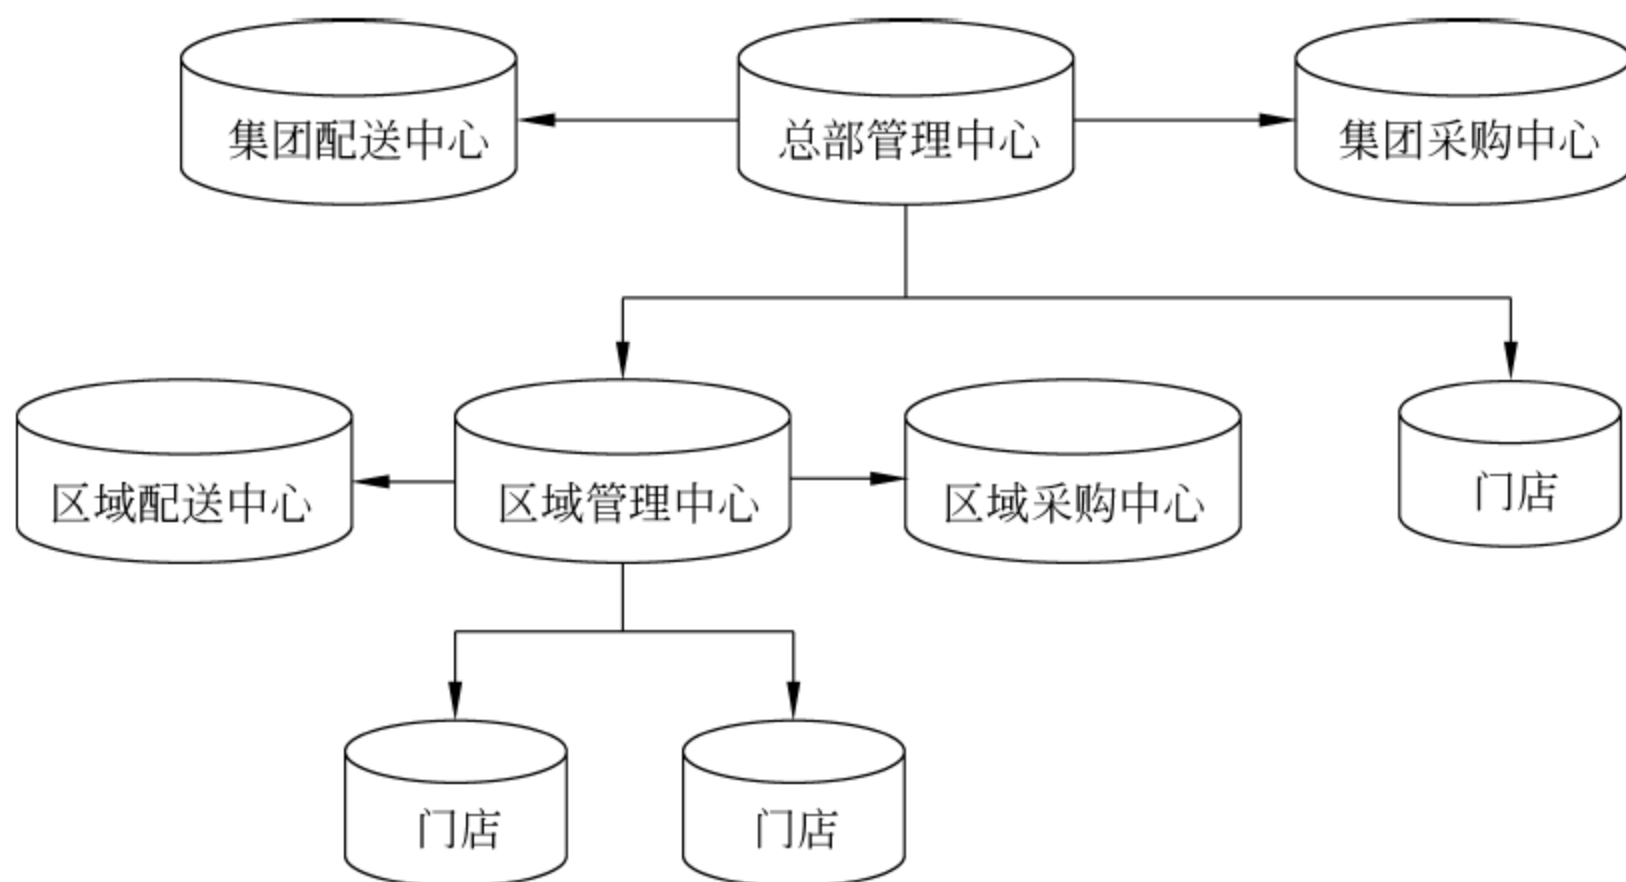 集团配送中心
总部管理中心
集团采购中心
区域配送中心
区域管理中心
区域采购中心
门店
门店
门店